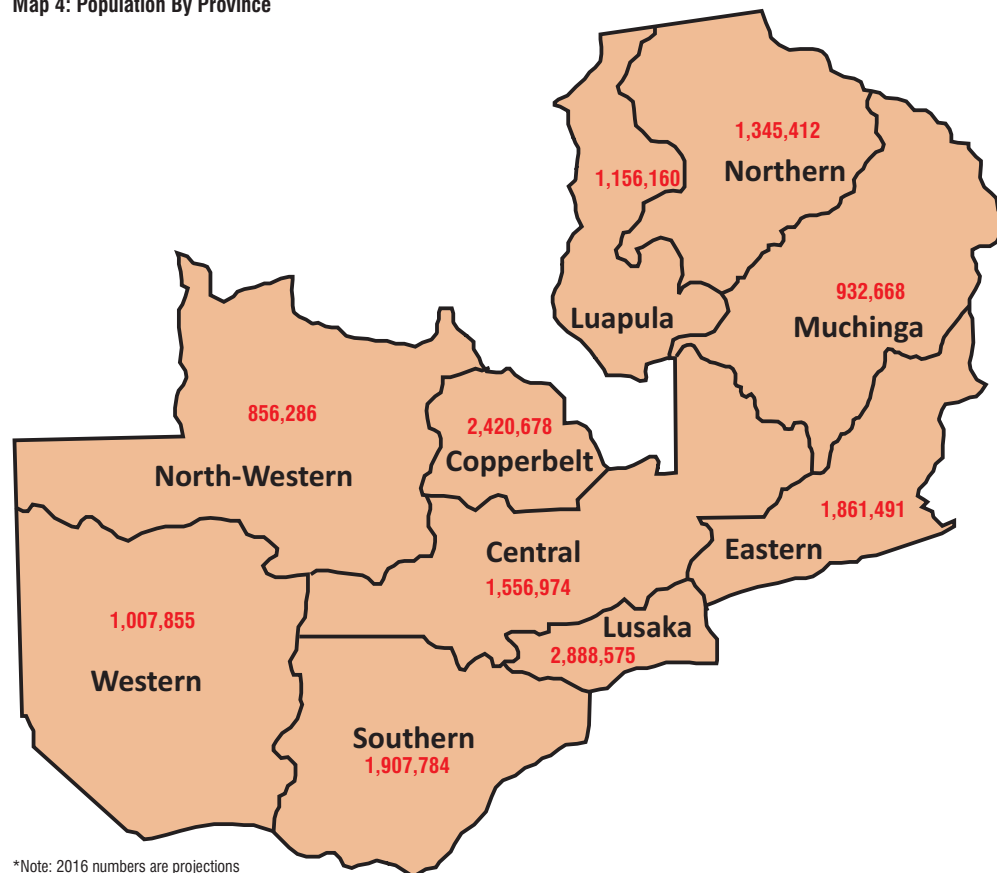 Map 4: Population By Province
1,345,412
Northern
1,156,160
Luapula
932,668
Muchinga
856,286
North-Western
2,420,678
Copperbelt
1,861,491
Eastern
Central
1,556,974
Lusaka
2,888,575
1,007,855
Western
Southern
1,907,784
*Note: 2016 numbers are projections